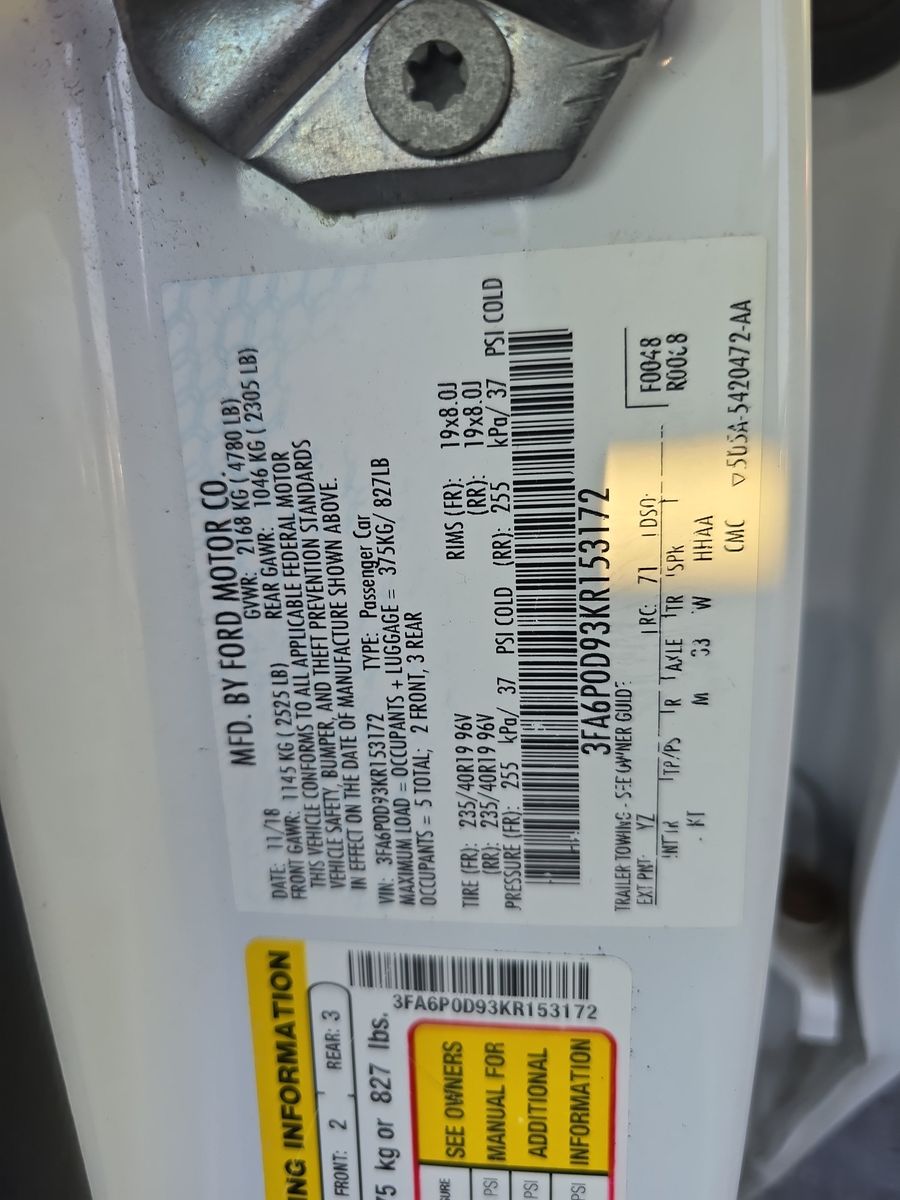 MFD. BY FORD MOTOR CO.
DATE: 11/18 GVWR: 2168 KG ( 4780 LB)
FRONT GAWR: 1145 KG ( 2525 LB) REAR GAWR: 1046 KG ( 2305 LB)
THIS VEHICLE CONFORMS TO ALL APPLICABLE FEDERAL MOTOR
VEHICLE SAFETY, BUMPER, AND THEFT PREVENTION STANDARDS
IN EFFECT ON THE DATE OF MANUFACTURE SHOWN ABOVE.
VIN: 3FA6P0D93KR153172 TYPE: Passenger Car
MAXIMUM LOAD = OCCUPANTS + LUGGAGE = 375KG/ 827LB
OCCUPANTS = 5 TOTAL; 2 FRONT, 3 REAR
TIRE (FR): 235/40R19 96V RIMS (FR): 19x8.0J
(RR): 235/40R19 96V (RR): 19x8.0J
PRESSURE (FR): 255 kPa/ 37 PSI COLD (RR): 255 kPa/ 37 PSI COLD
3FA6P0D93KR153172
TRAILER TOWING - SEE OWNER GUIDE
F0048
EXT PNT: YZ RC: 71 DSO:
TP/PS R AXLE TR SPR
KT M 33 W HHAA
CMC
ING INFORMATION
FRONT: 2 REAR: 3
75 kg or 827 lbs.
3FA6P0D93KR153172
SEE OWNERS
MANUAL FOR
ADDITIONAL
INFORMATION
PSI
PSI
PSI